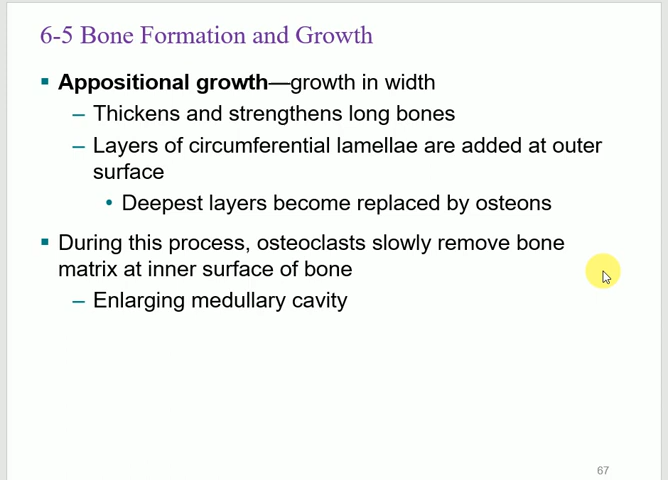 6-5 Bone Formation and Growth
▪ Appositional growth—growth in width
– Thickens and strengthens long bones
– Layers of circumferential lamellae are added at outer
surface
• Deepest layers become replaced by osteons
▪ During this process, osteoclasts slowly remove bone
matrix at inner surface of bone
– Enlarging medullary cavity
67